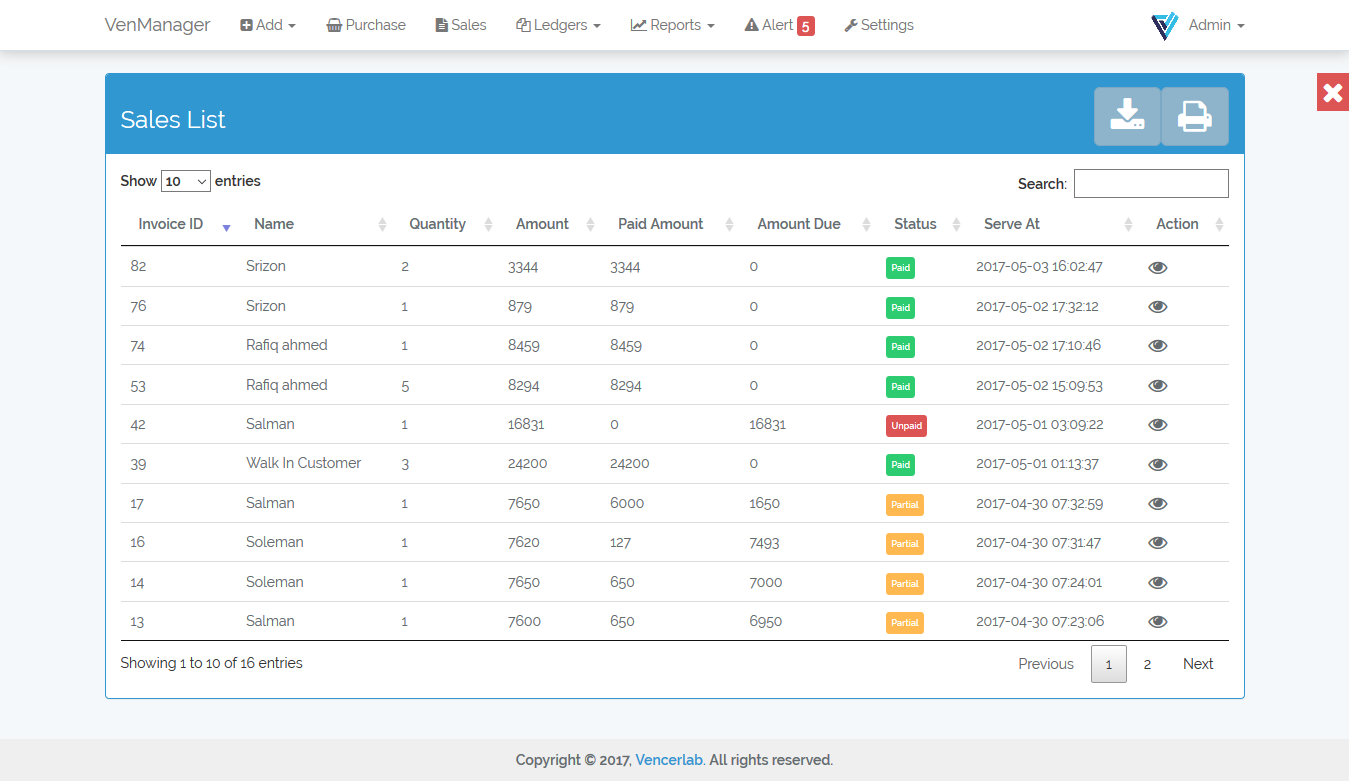 VenManager Add Purchase Sales Ledgers Reports Alert 5 Settings Admin
Sales List
Show 10 entries Search:
Invoice ID Name Quantity Amount Paid Amount Amount Due Status Serve At Action
82 Srizon 2 3344 3344 0 Paid 2017-05-03 16:02:47
76 Srizon 1 879 879 0 Paid 2017-05-02 17:32:12
74 Rafiq ahmed 1 8459 8459 0 Paid 2017-05-02 17:10:46
53 Rafiq ahmed 5 8294 8294 0 Paid 2017-05-02 15:09:53
42 Salman 1 16831 0 16831 Unpaid 2017-05-01 03:09:22
39 Walk In Customer 3 24200 24200 0 Paid 2017-05-01 01:13:37
17 Salman 1 7650 6000 1650 Partial 2017-04-30 07:32:59
16 Soleman 1 7620 127 7493 Partial 2017-04-30 07:31:47
14 Soleman 1 7650 650 7000 Partial 2017-04-30 07:24:01
13 Salman 1 7600 650 6950 Partial 2017-04-30 07:23:06
Showing 1 to 10 of 16 entries Previous 1 2 Next
Copyright © 2017, Vencerlab. All rights reserved.